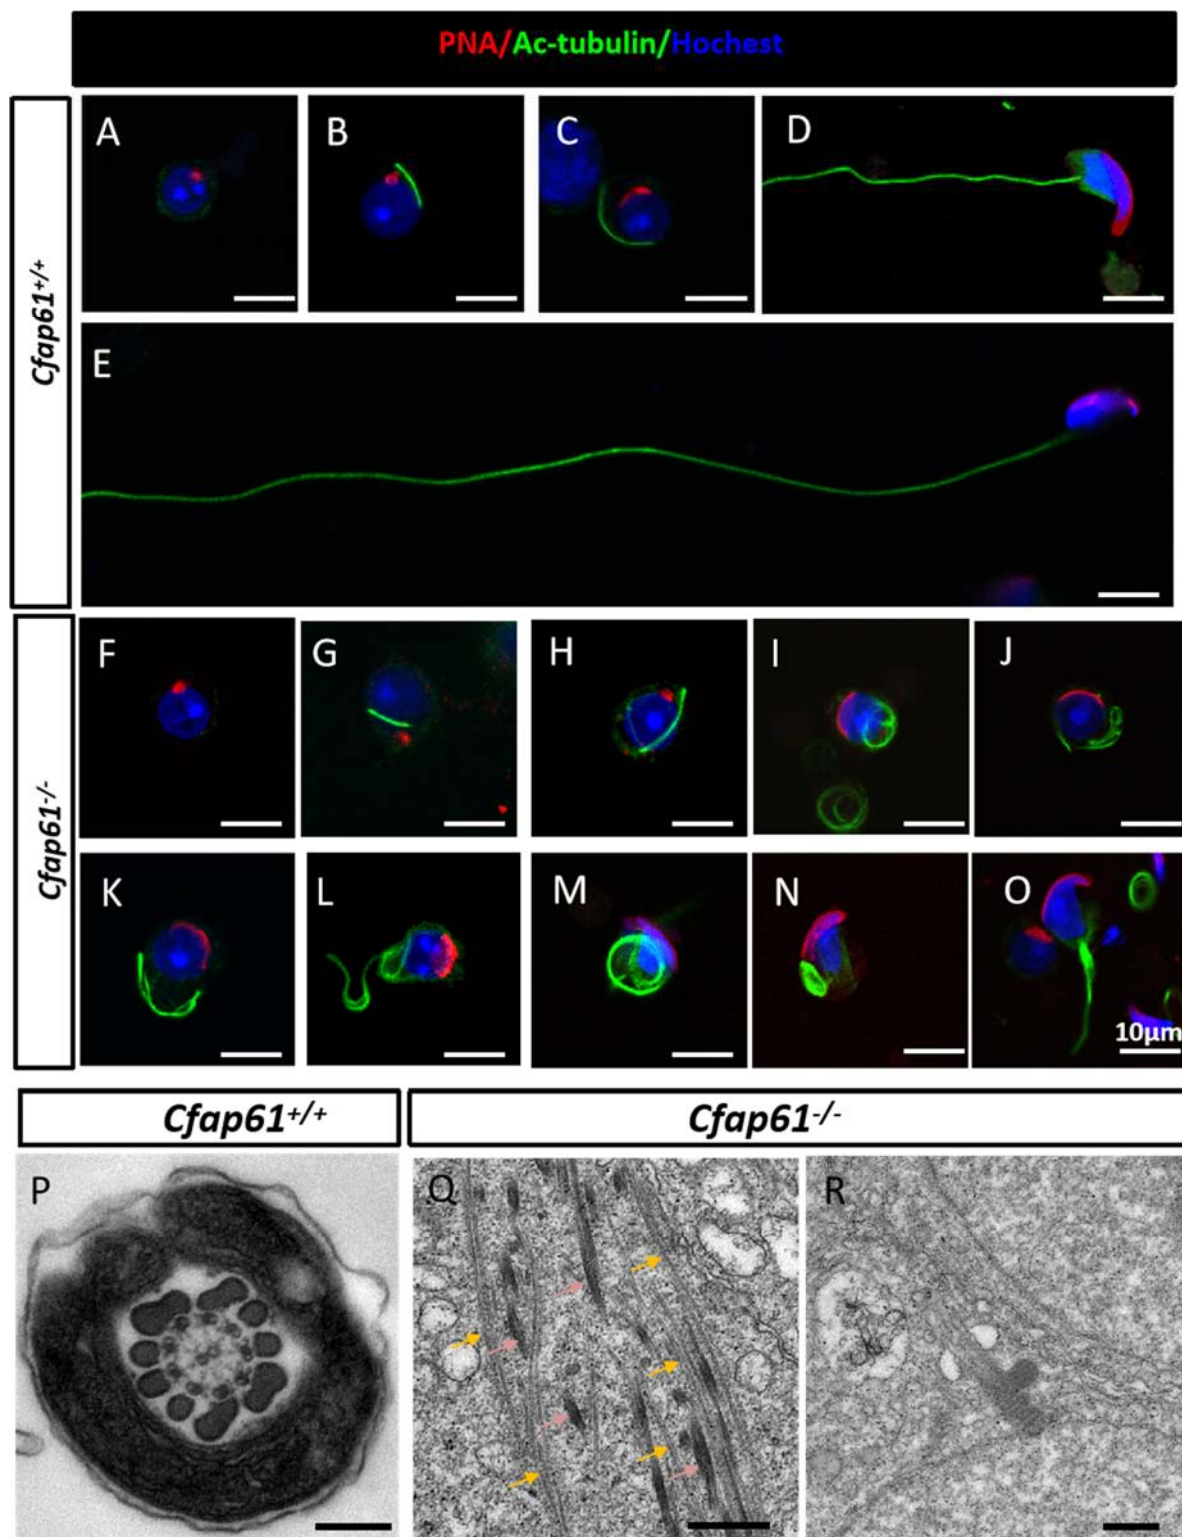 PNA/Ac-tubulin/Hochest
Cfap61+/+
A
B
C
D
E
Cfap61-/-
F
G
H
I
J
K
L
M
N
O
10µm
Cfap61+/+
Cfap61-/-
P
Q
R